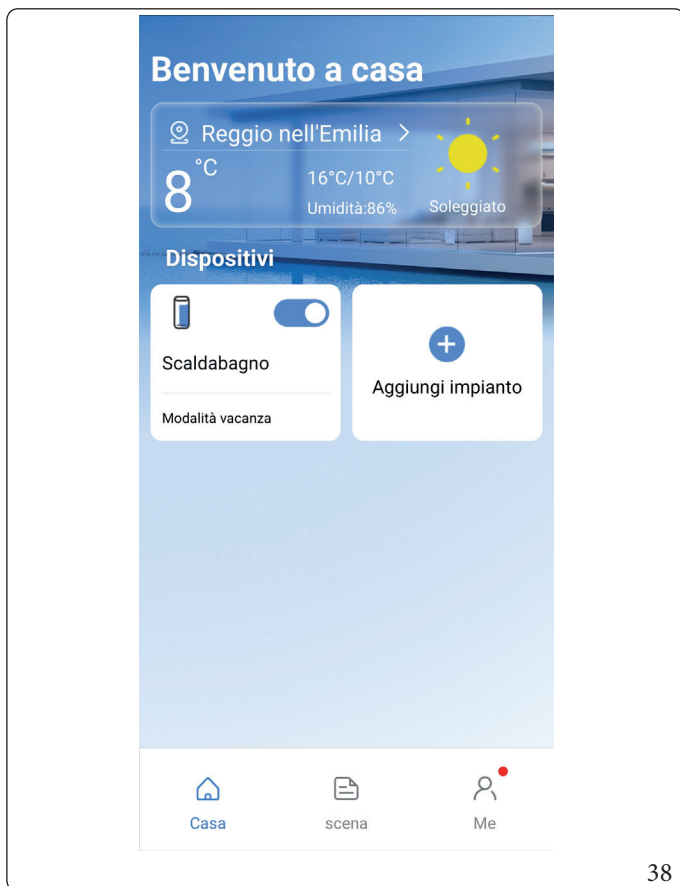 Benvenuto a casa
Reggio nell'Emilia >
8 °C
16°C/10°C
Umidità:86%
Soleggiato
Dispositivi
Scaldabagno
Modalità vacanza
Aggiungi impianto
Casa
scena
Me
38